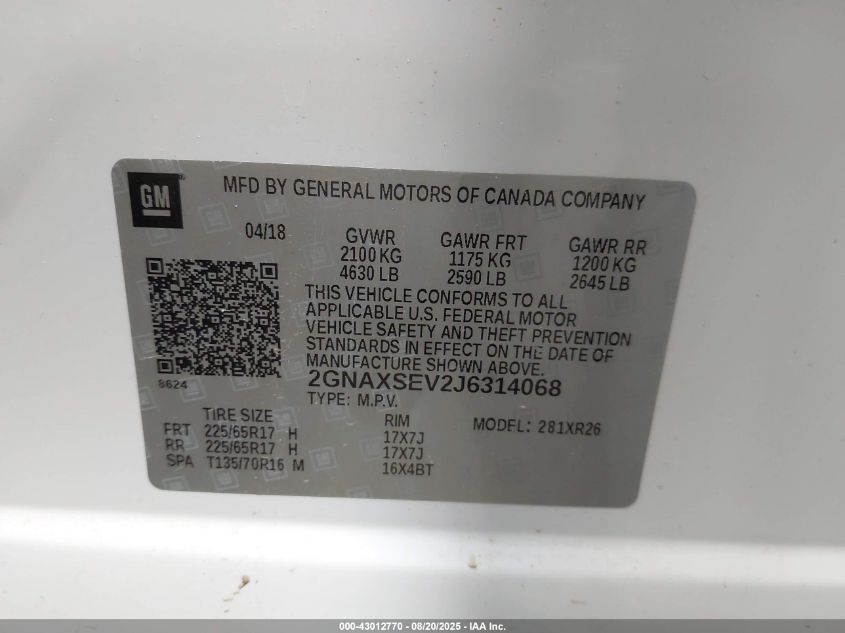 GM
MFD BY GENERAL MOTORS OF CANADA COMPANY
04/18
GVWR GAWR FRT GAWR RR
2100 KG 1175 KG 1200 KG
4630 LB 2590 LB 2645 LB
THIS VEHICLE CONFORMS TO ALL
APPLICABLE U.S. FEDERAL MOTOR
VEHICLE SAFETY AND THEFT PREVENTION
STANDARDS IN EFFECT ON THE DATE OF
MANUFACTURE SHOWN ABOVE.
8624
2GNAXSEV2J6314068
TYPE: M.P.V.
TIRE SIZE RIM MODEL: 281XR26
FRT 225/65R17 H 17X7J
RR 225/65R17 H 17X7J
SPA T135/70R16 M 16X4BT
000-43012770 - 08/20/2025 - IAA Inc.